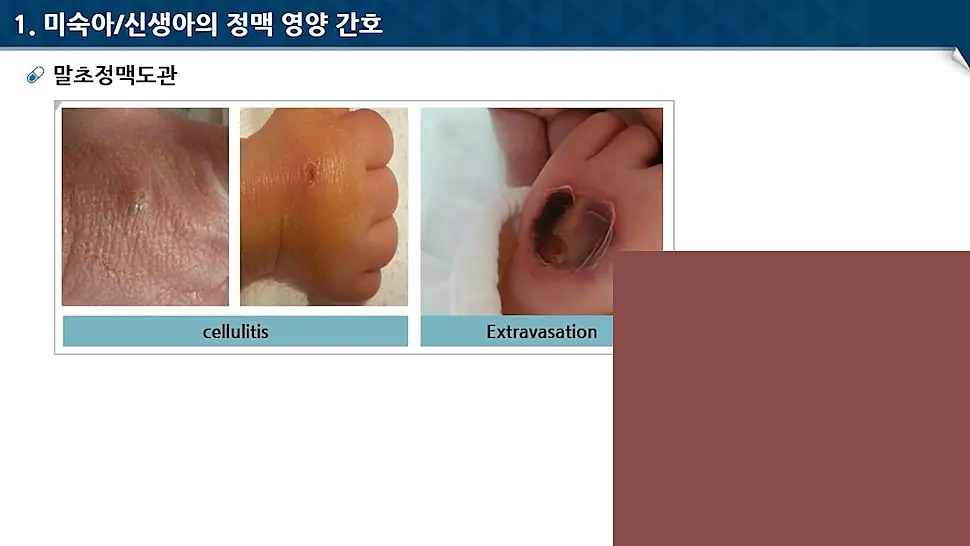 1. 미숙아/신생아의 정맥 영양 간호
말초정맥도관
cellulitis
Extravasation